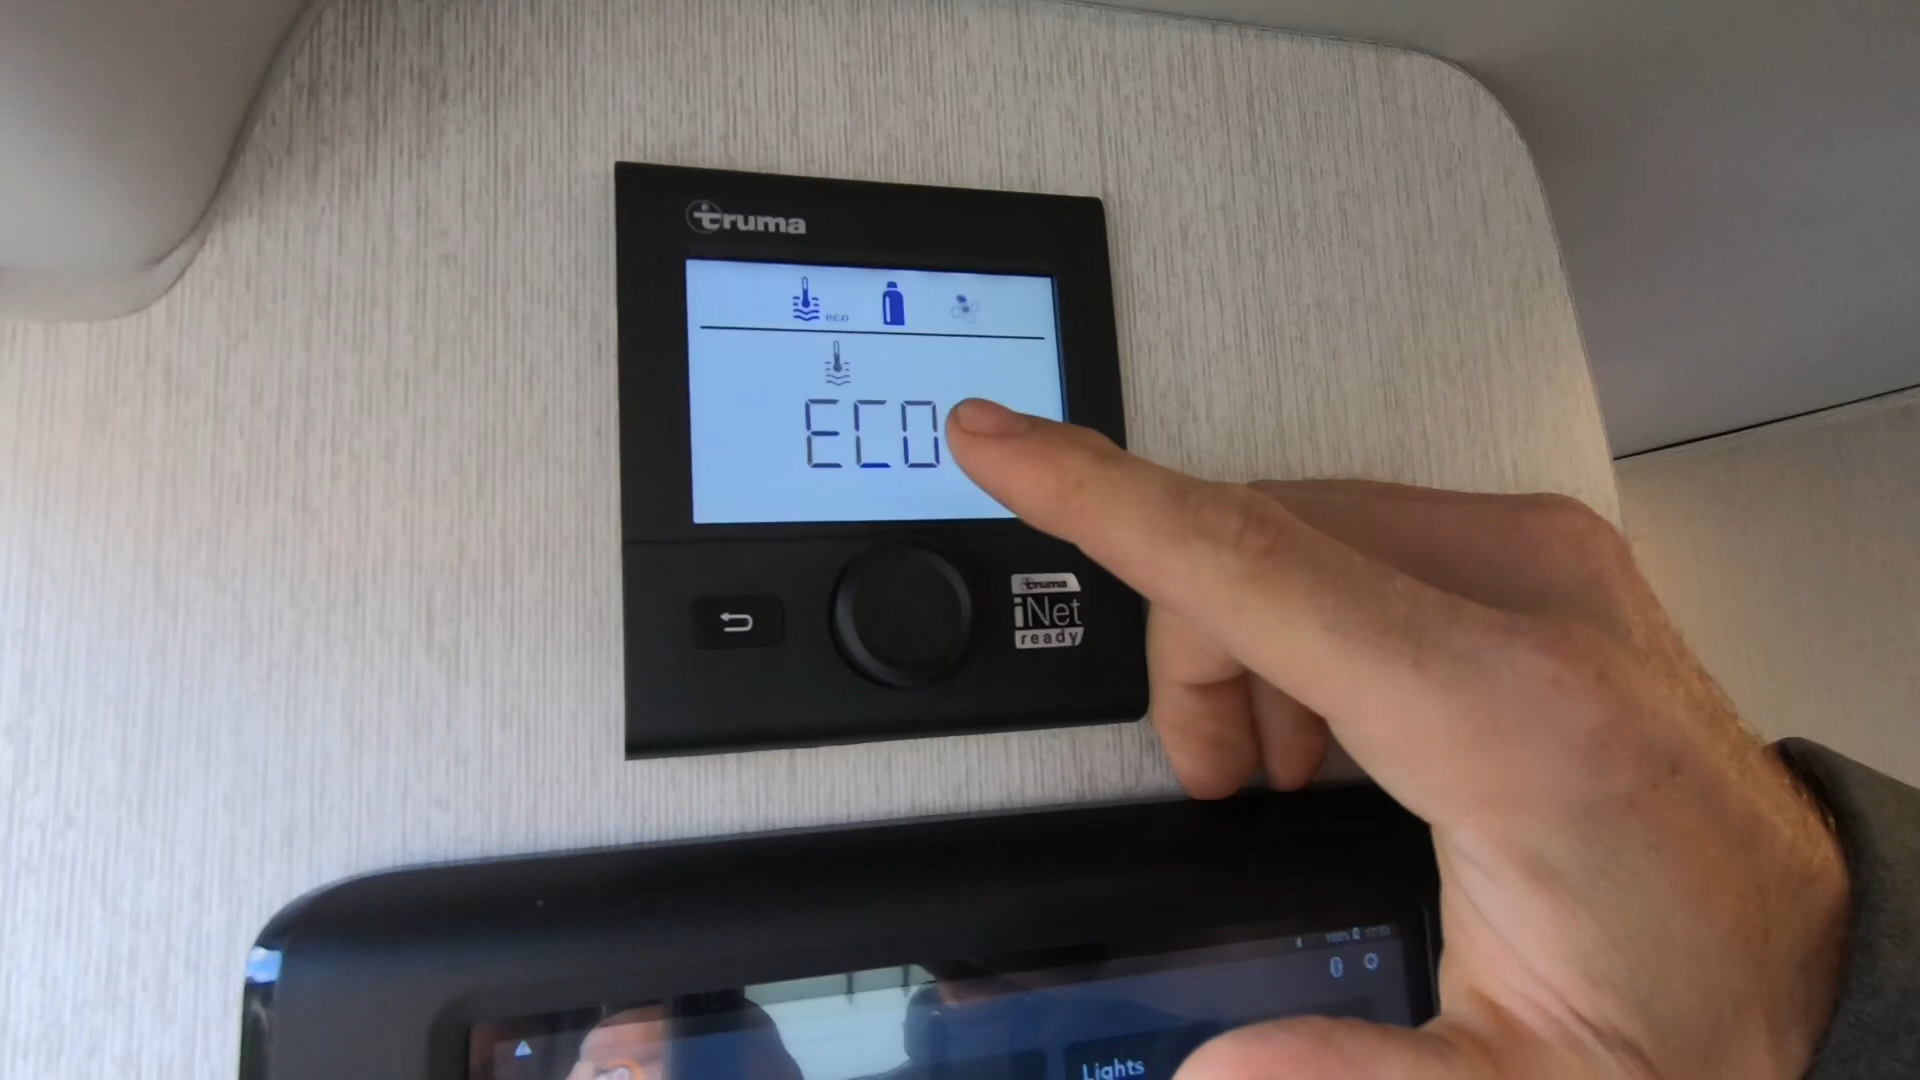 truma
eco
ECO
truma
iNet
ready
Lights